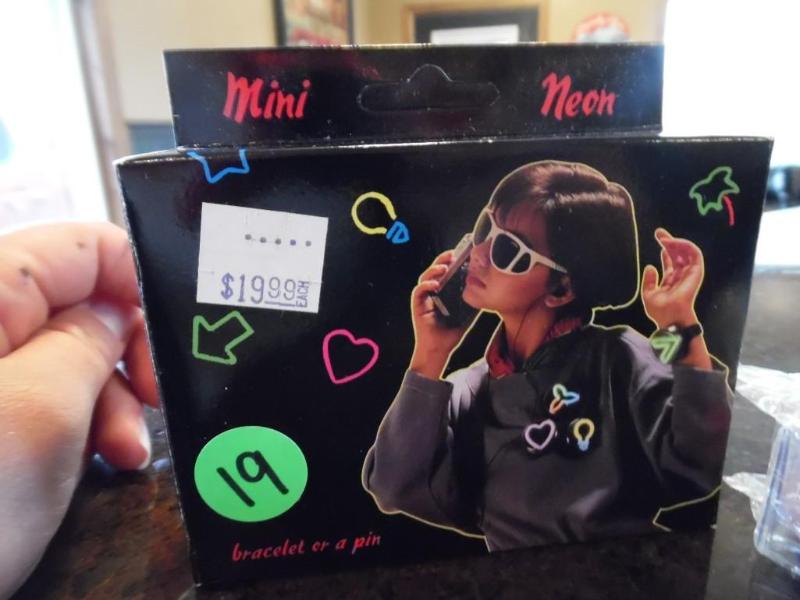 Mini Neon
$19.99 EACH
19
bracelet or a pin